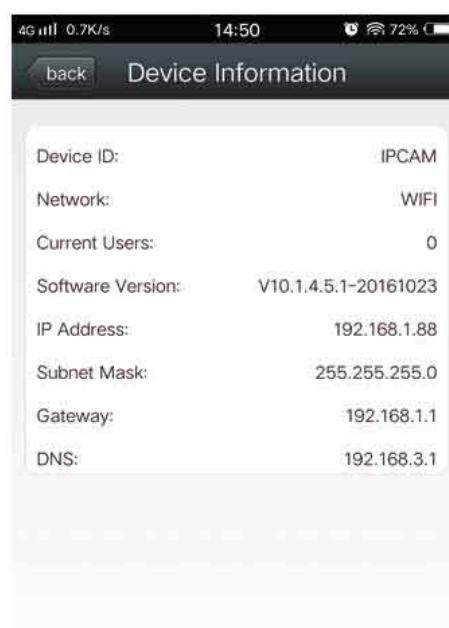 4G 0.7K/s 14:50 72%
back Device Information
Device ID: IPCAM
Network: WIFI
Current Users: 0
Software Version: V10.1.4.5.1-20161023
IP Address: 192.168.1.88
Subnet Mask: 255.255.255.0
Gateway: 192.168.1.1
DNS: 192.168.3.1